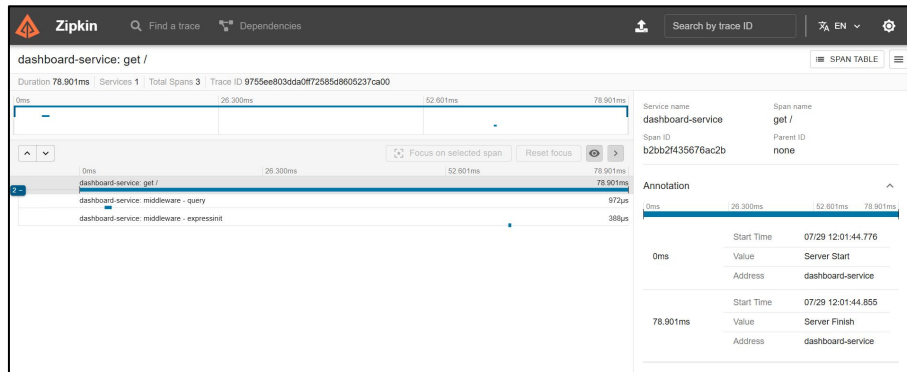 Zipkin Find a trace Dependencies Search by trace ID EN
dashboard-service: get / SPAN TABLE
Duration 78.901ms Services 1 Total Spans 3 Trace ID 9755ee803dda0ff72585d8605237ca00
0ms 26.300ms 52.601ms 78.901ms
Focus on selected span Reset focus
0ms 26.300ms 52.601ms 78.901ms
2 −
dashboard-service: get / 78.901ms
dashboard-service: middleware - query 972µs
dashboard-service: middleware - expressinit 388µs
Service name Span name
dashboard-service get /
Span ID Parent ID
b2bb2f435676ac2b none
Annotation
0ms 26.300ms 52.601ms 78.901ms
Start Time 07/29 12:01:44.776
0ms Value Server Start
Address dashboard-service
Start Time 07/29 12:01:44.855
78.901ms Value Server Finish
Address dashboard-service